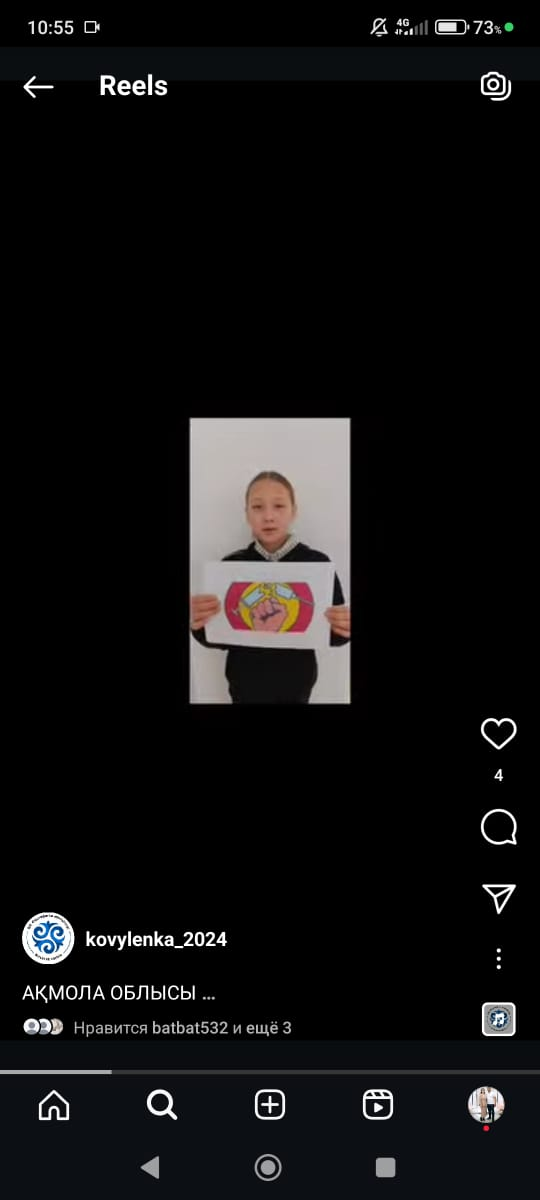 10:55 4G 73%
Reels
4
kovylenka_2024
АҚМОЛА ОБЛЫСЫ ...
Нравится batbat532 и ещё 3